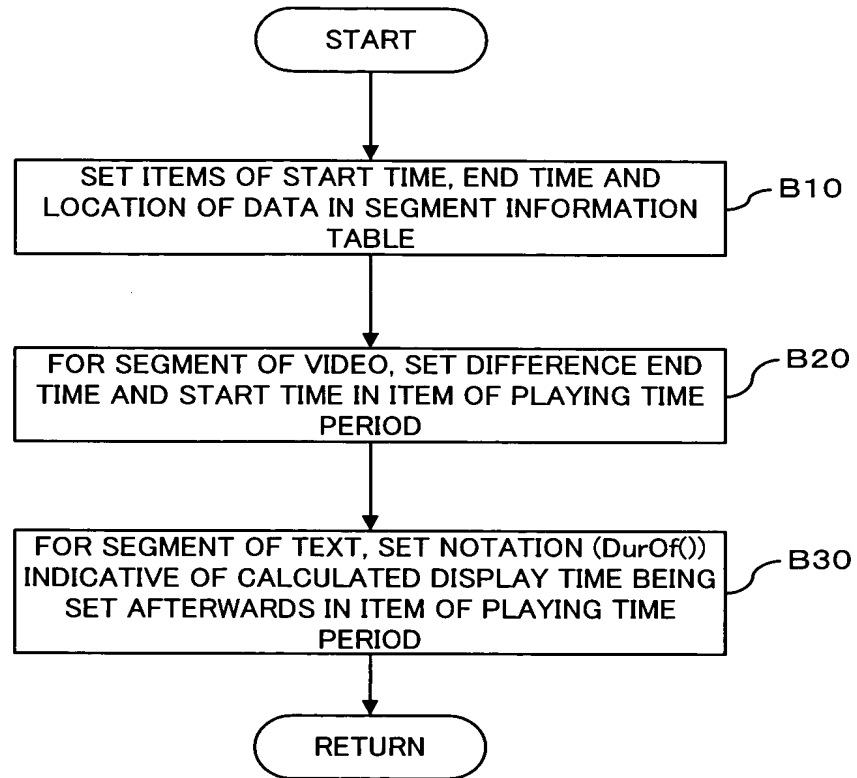 START
SET ITEMS OF START TIME, END TIME AND
LOCATION OF DATA IN SEGMENT INFORMATION
TABLE
B10
FOR SEGMENT OF VIDEO, SET DIFFERENCE END
TIME AND START TIME IN ITEM OF PLAYING TIME
PERIOD
B20
FOR SEGMENT OF TEXT, SET NOTATION (DurOf())
INDICATIVE OF CALCULATED DISPLAY TIME BEING
SET AFTERWARDS IN ITEM OF PLAYING TIME
PERIOD
B30
RETURN